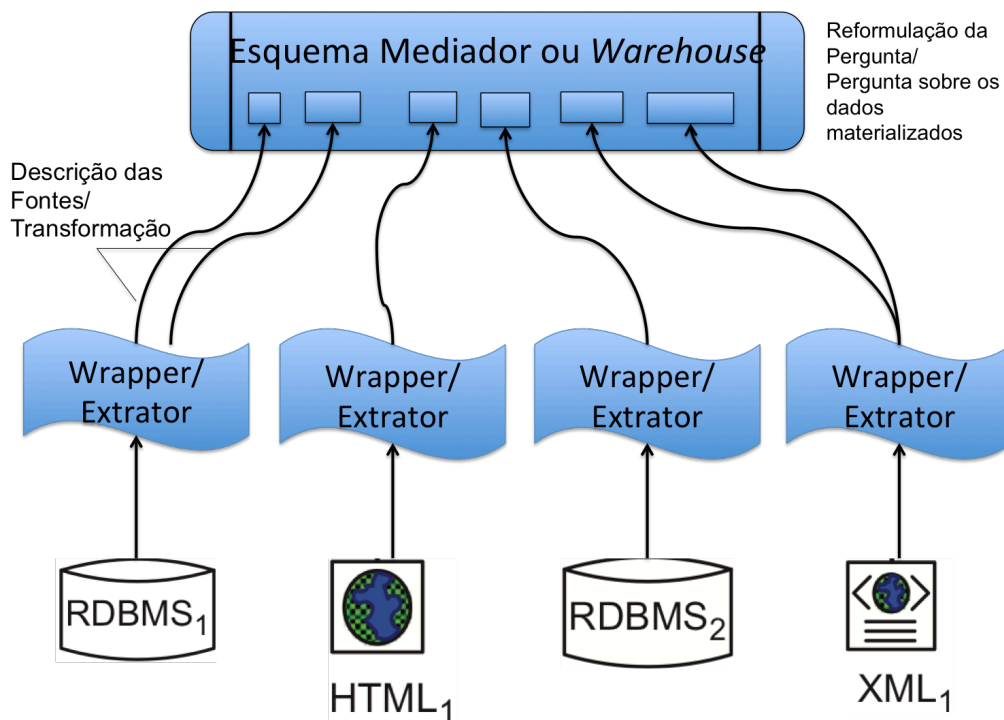 Esquema Mediador ou Warehouse
Reformulação da
Pergunta/
Pergunta sobre os
dados
materializados
Descrição das
Fontes/
Transformação
Wrapper/
Extrator
Wrapper/
Extrator
Wrapper/
Extrator
Wrapper/
Extrator
RDBMS1
HTML1
RDBMS2
XML1